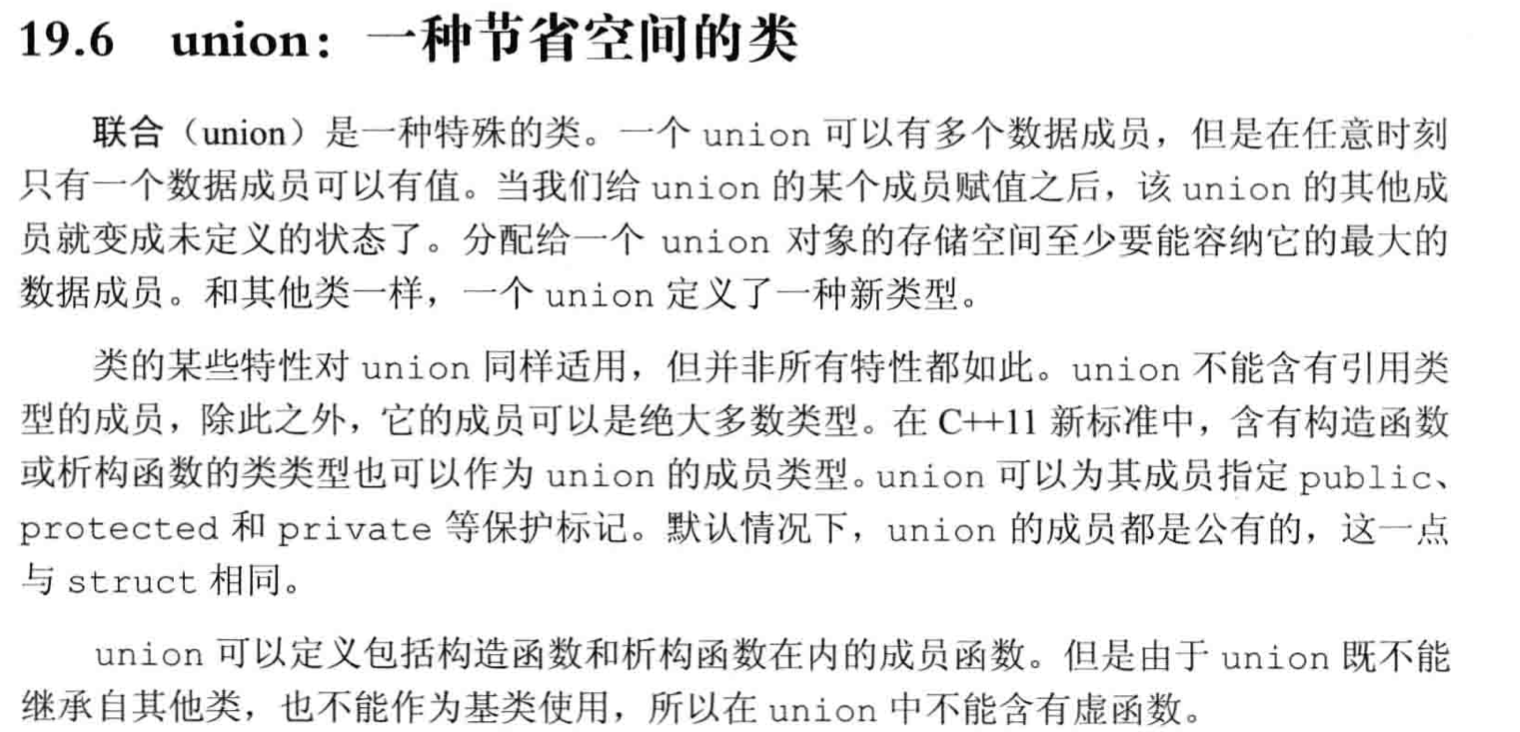 19.6 union：一种节省空间的类
联合（union）是一种特殊的类。一个 union 可以有多个数据成员，但是在任意时刻
只有一个数据成员可以有值。当我们给 union 的某个成员赋值之后，该 union 的其他成
员就变成未定义的状态了。分配给一个 union 对象的存储空间至少要能容纳它的最大的
数据成员。和其他类一样，一个 union 定义了一种新类型。
类的某些特性对 union 同样适用，但并非所有特性都如此。union 不能含有引用类
型的成员，除此之外，它的成员可以是绝大多数类型。在 C++11 新标准中，含有构造函数
或析构函数的类类型也可以作为 union 的成员类型。union 可以为其成员指定 public、
protected 和 private 等保护标记。默认情况下，union 的成员都是公有的，这一点
与 struct 相同。
union 可以定义包括构造函数和析构函数在内的成员函数。但是由于 union 既不能
继承自其他类，也不能作为基类使用，所以在 union 中不能含有虚函数。